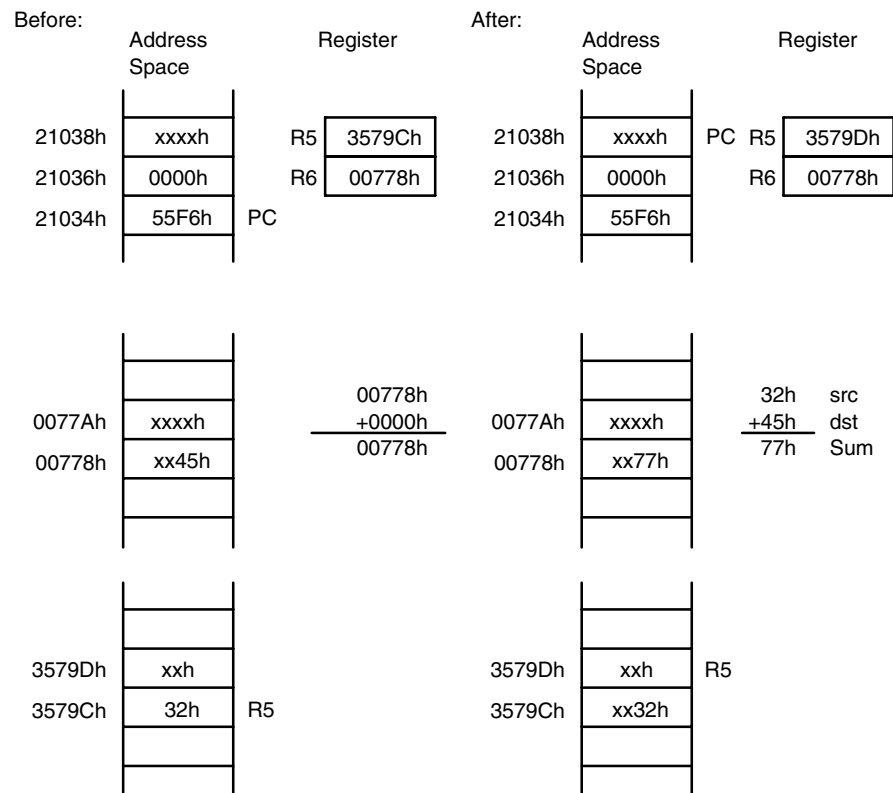 Before:
Address Space
Register
21038h xxxxh
21036h 0000h
21034h 55F6h PC
R5 3579Ch
R6 00778h
After:
Address Space
Register
21038h xxxxh PC
21036h 0000h
21034h 55F6h
R5 3579Dh
R6 00778h
0077Ah xxxxh
00778h xx45h
00778h
+0000h
00778h
0077Ah xxxxh
00778h xx77h
32h src
+45h dst
77h Sum
3579Dh xxh
3579Ch 32h R5
3579Dh xxh R5
3579Ch xx32h